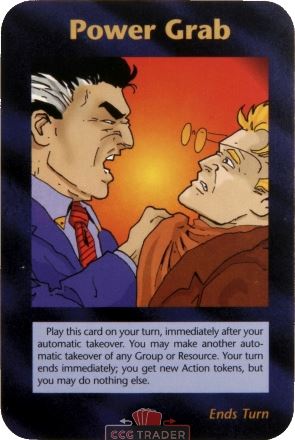 Power Grab
Play this card on your turn, immediately after your
automatic takeover. You may make another auto-
matic takeover of any Group or Resource. Your turn
ends immediately; you get new Action tokens, but
you may do nothing else.
Ends Turn
CCG TRADER